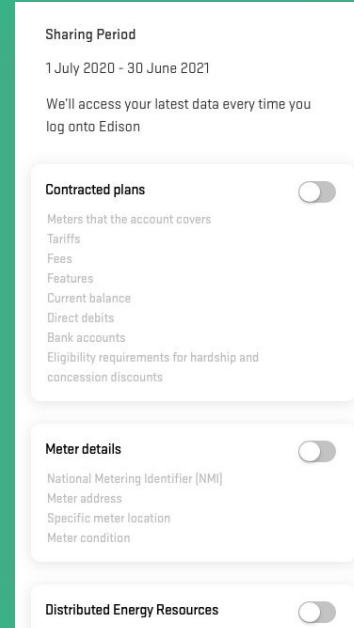 Sharing Period
1 July 2020 - 30 June 2021
We'll access your latest data every time you
log onto Edison
Contracted plans
Meters that the account covers
Tariffs
Fees
Features
Current balance
Direct debits
Bank accounts
Eligibility requirements for hardship and
concession discounts
Meter details
National Metering Identifier (NMI)
Meter address
Specific meter location
Meter condition
Distributed Energy Resources